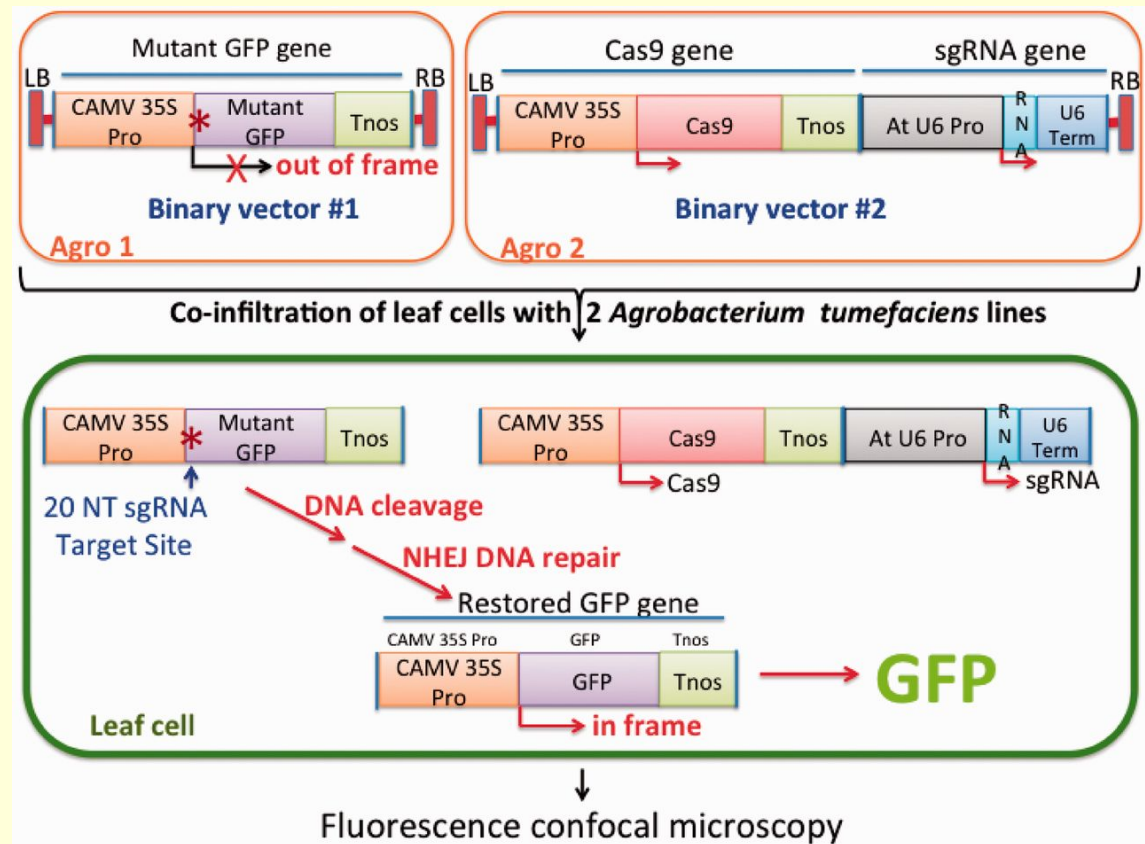 Mutant GFP gene
LB
RB
CAMV 35S
Pro
*
Mutant
GFP
Tnos
X
out of frame
Binary vector #1
Agro 1
Cas9 gene
sgRNA gene
LB
RB
CAMV 35S
Pro
Cas9
Tnos
At U6 Pro
R
N
A
U6
Term
Binary vector #2
Agro 2
Co-infiltration of leaf cells with 2 Agrobacterium tumefaciens lines
CAMV 35S
Pro
*
Mutant
GFP
Tnos
20 NT sgRNA
Target Site
CAMV 35S
Pro
Cas9
Tnos
At U6 Pro
R
N
A
U6
Term
Cas9
sgRNA
DNA cleavage
NHEJ DNA repair
Restored GFP gene
CAMV 35S Pro GFP Tnos
CAMV 35S
Pro
GFP
Tnos
in frame
GFP
Leaf cell
Fluorescence confocal microscopy